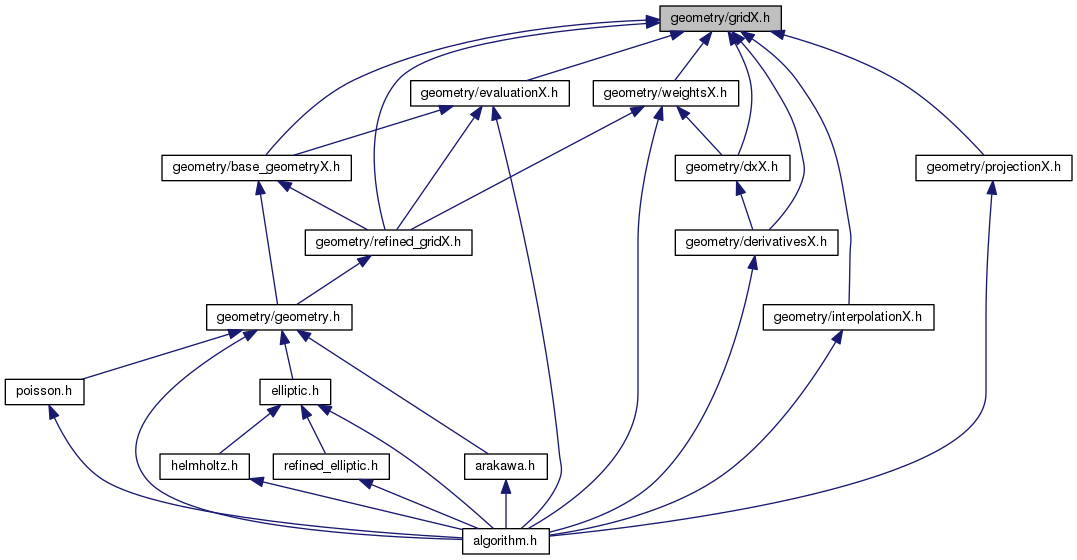 geometry/gridX.h
geometry/evaluationX.h
geometry/weightsX.h
geometry/base_geometryX.h
geometry/dxX.h
geometry/projectionX.h
geometry/refined_gridX.h
geometry/derivativesX.h
geometry/geometry.h
geometry/interpolationX.h
poisson.h
elliptic.h
helmholtz.h
refined_elliptic.h
arakawa.h
algorithm.h